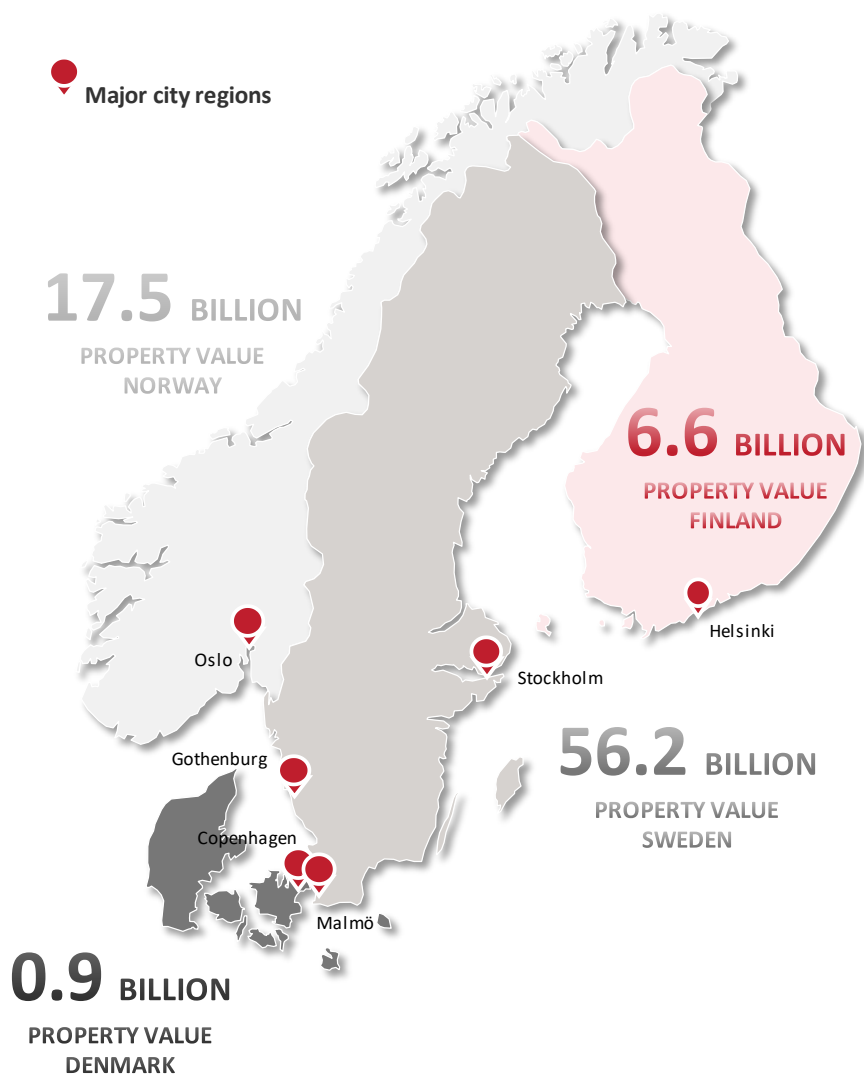 Major city regions
17.5 BILLION
PROPERTY VALUE
NORWAY
6.6 BILLION
PROPERTY VALUE
FINLAND
Helsinki
Oslo
Stockholm
56.2 BILLION
PROPERTY VALUE
SWEDEN
Gothenburg
Copenhagen
Malmö
0.9 BILLION
PROPERTY VALUE
DENMARK